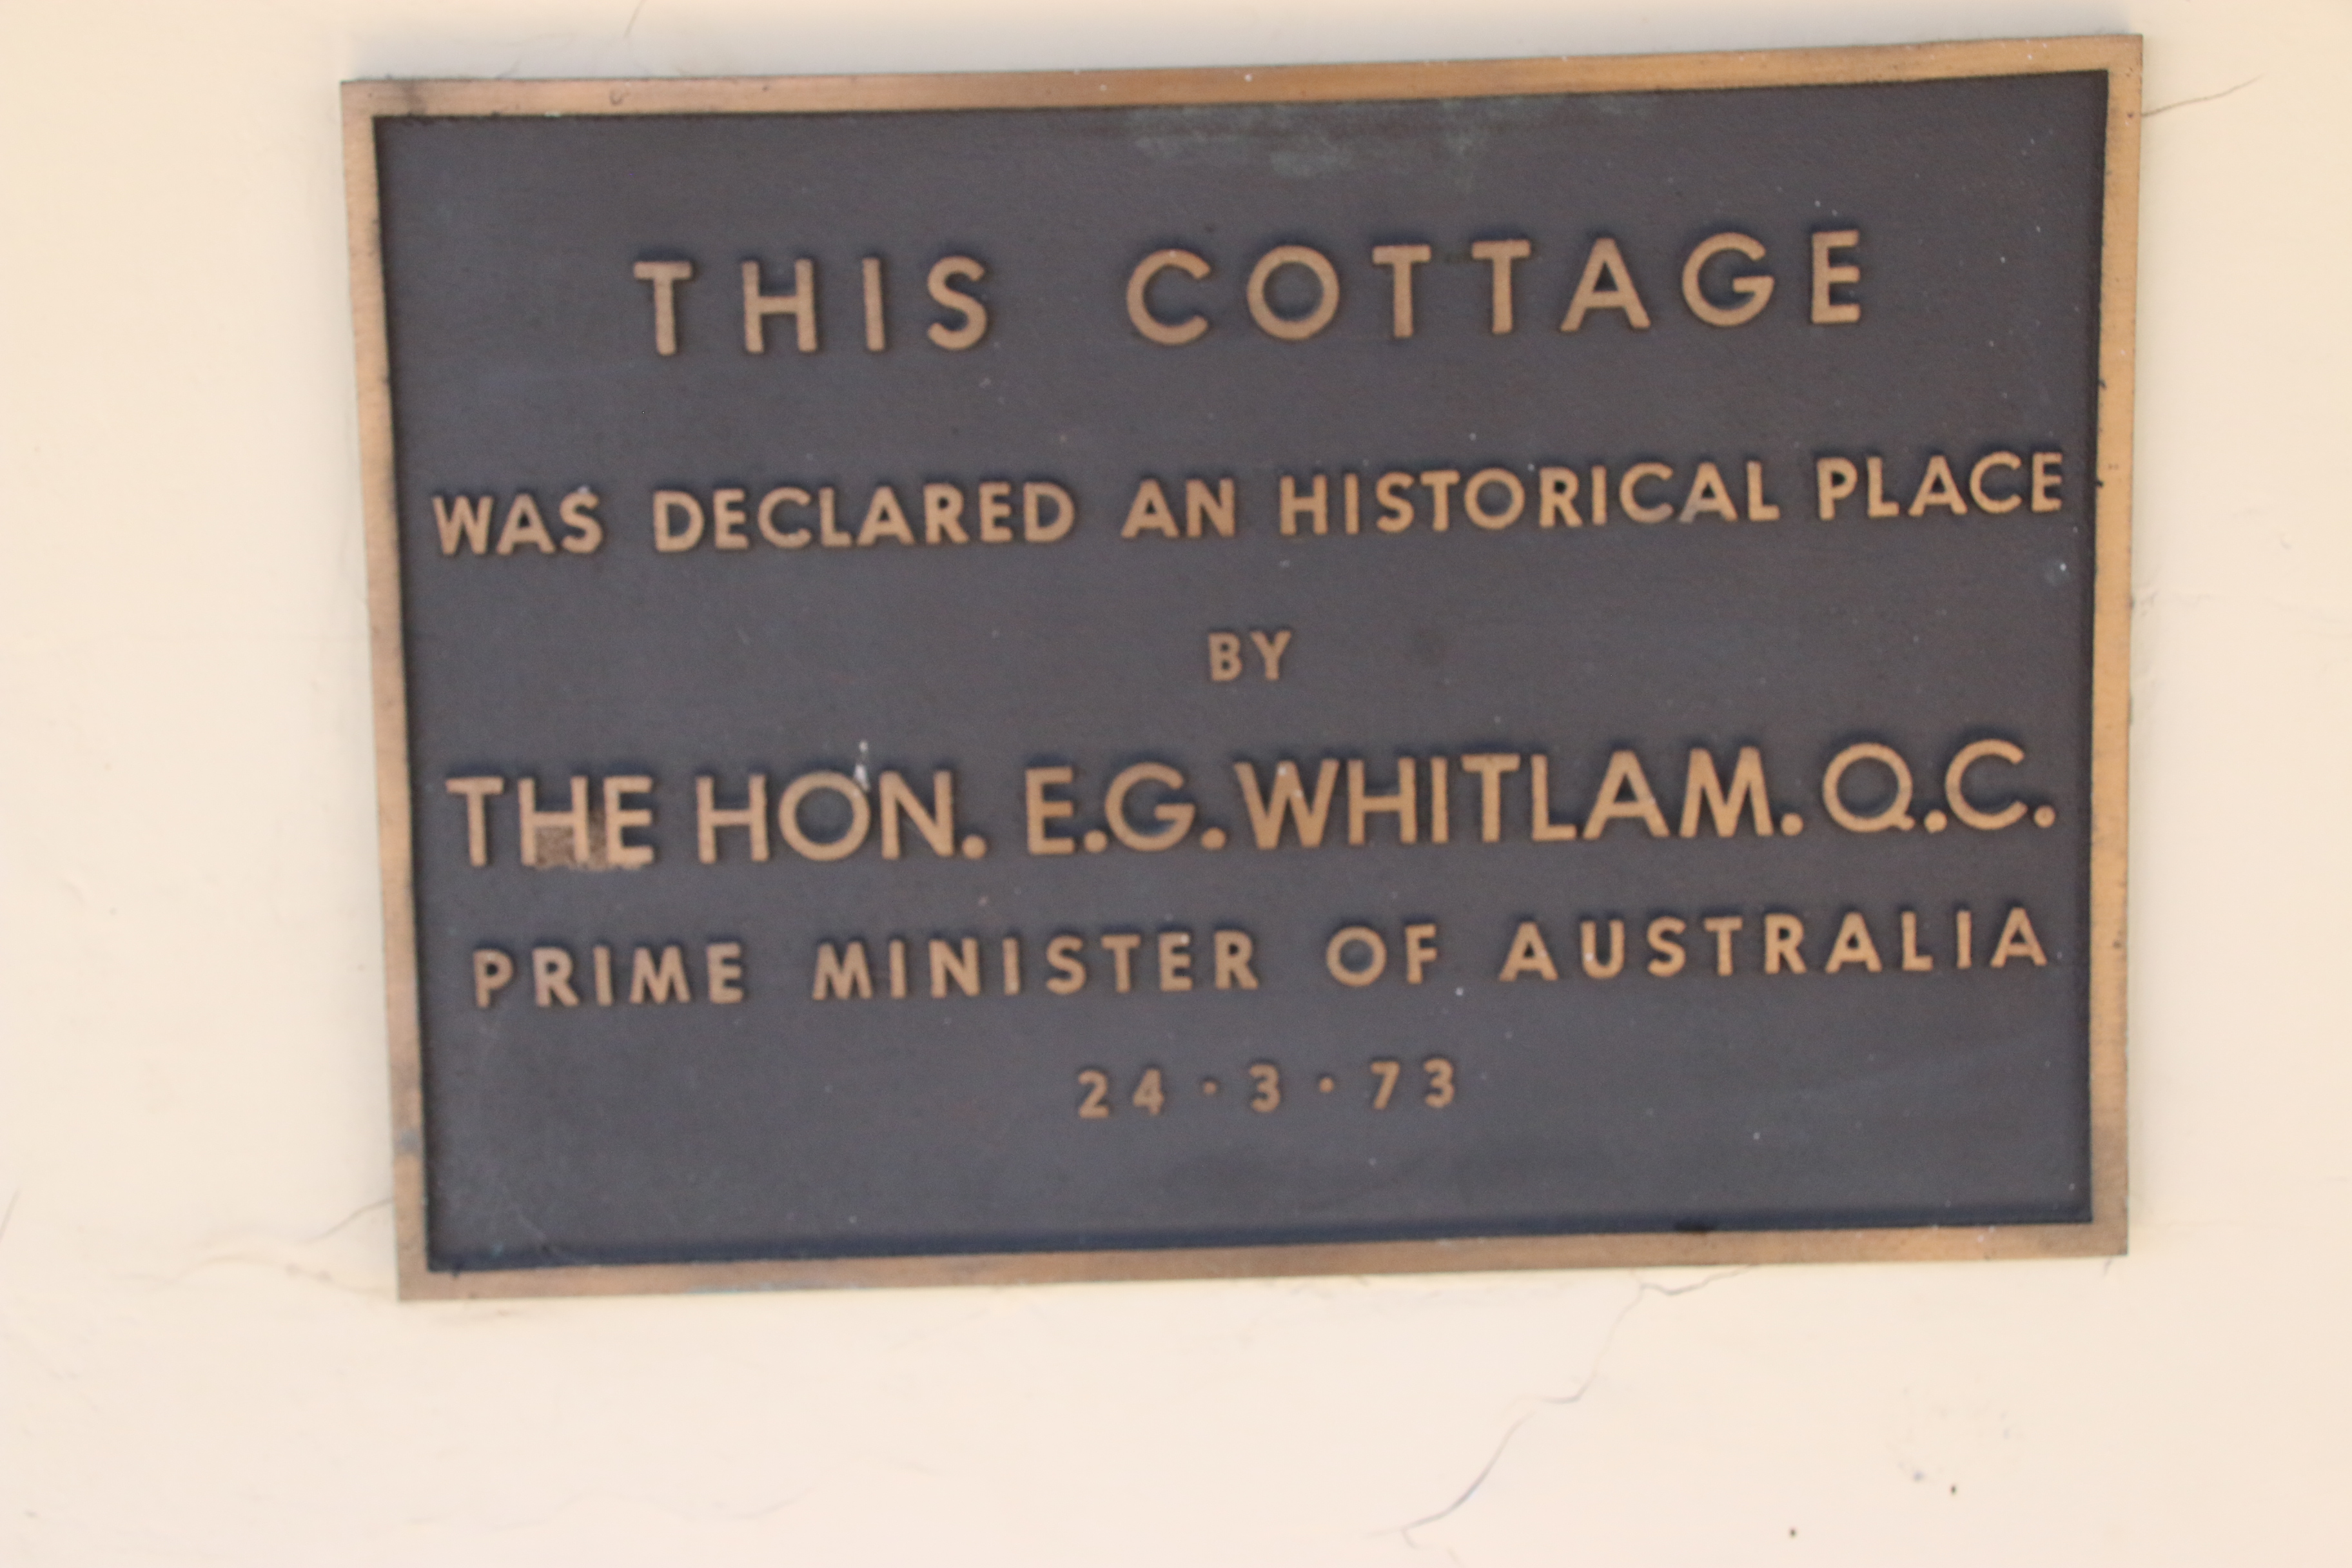 THIS COTTAGE
WAS DECLARED AN HISTORICAL PLACE
BY
THE HON. E.G. WHITLAM. Q.C.
PRIME MINISTER OF AUSTRALIA
24·3·73